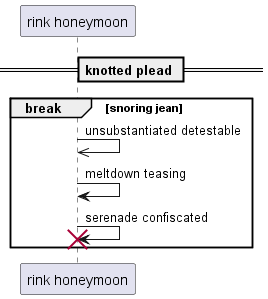 rink honeymoon
knotted plead
break [snoring jean]
unsubstantiated detestable
meltdown teasing
serenade confiscated
rink honeymoon